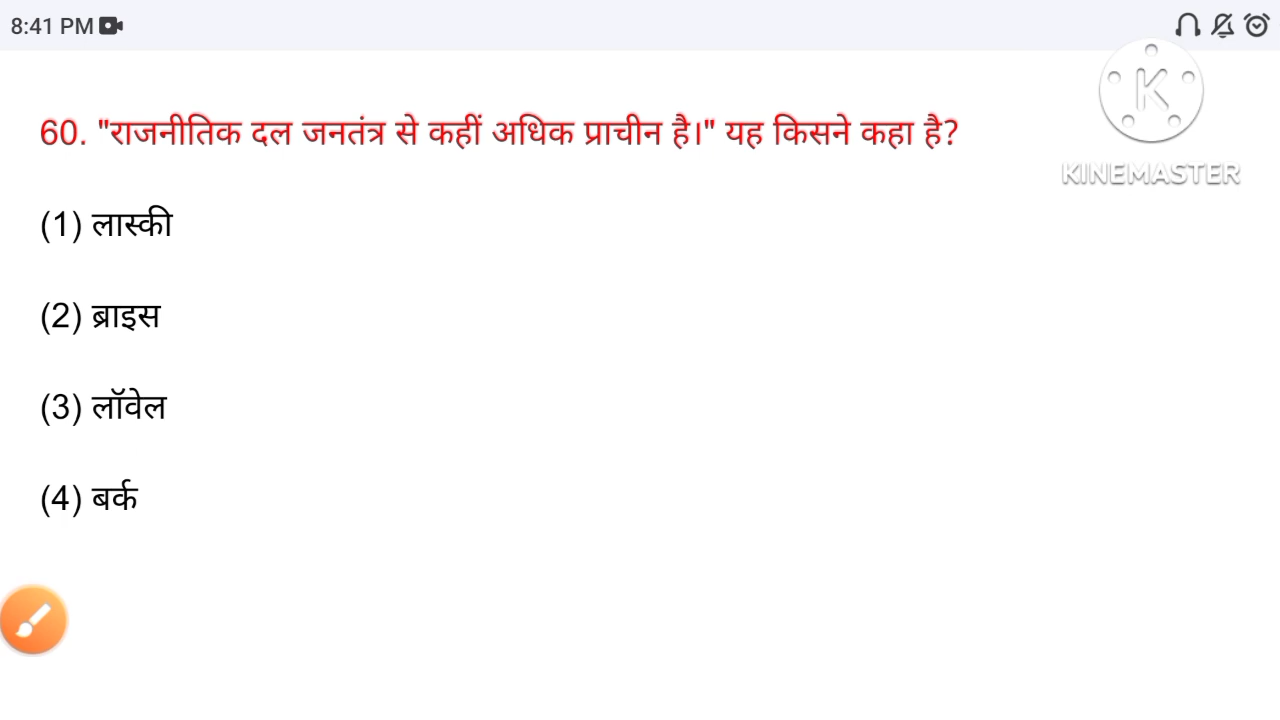 8:41 PM
60. "राजनीतिक दल जनतंत्र से कहीं अधिक प्राचीन है।" यह किसने कहा है?
K
KINEMASTER
(1) लास्की
(2) ब्राइस
(3) लॉवेल
(4) बर्क